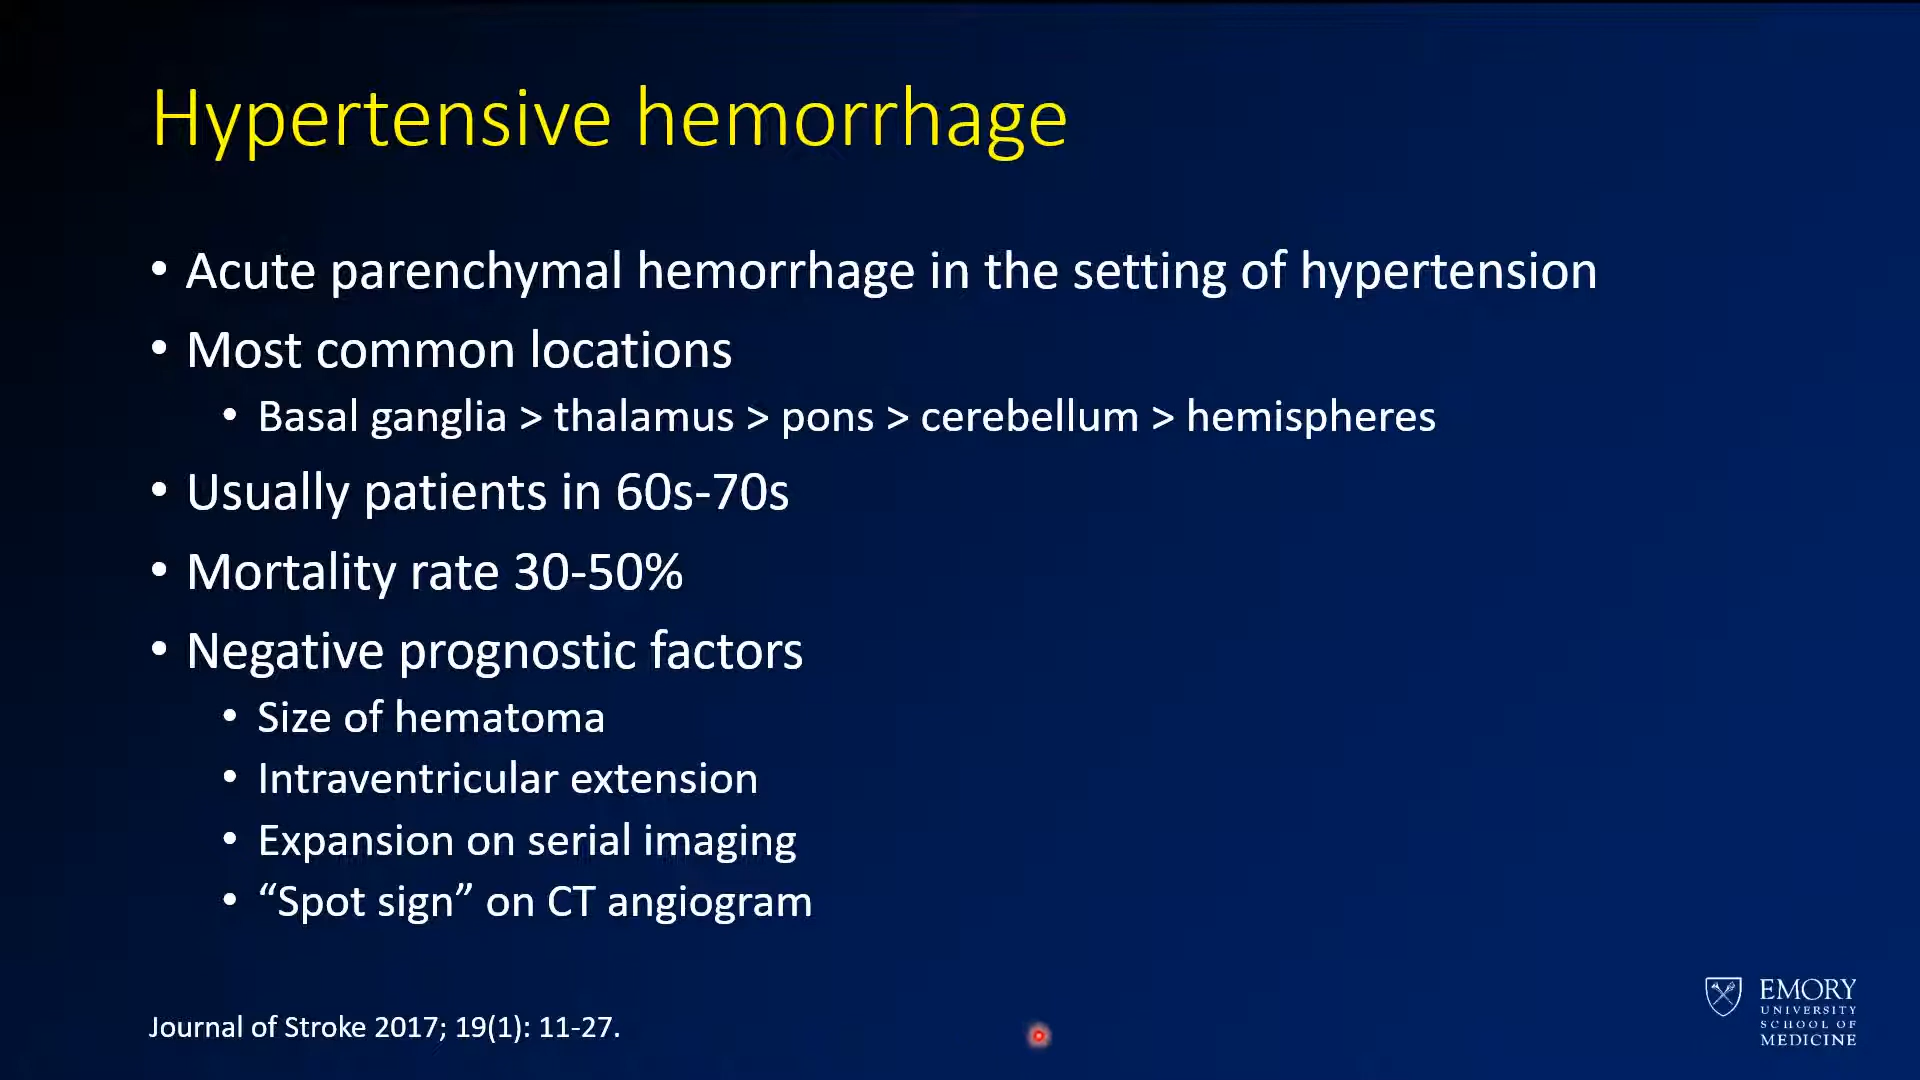 Hypertensive hemorrhage
• Acute parenchymal hemorrhage in the setting of hypertension
• Most common locations
• Basal ganglia > thalamus > pons > cerebellum > hemispheres
• Usually patients in 60s-70s
• Mortality rate 30-50%
• Negative prognostic factors
• Size of hematoma
• Intraventricular extension
• Expansion on serial imaging
• “Spot sign” on CT angiogram
Journal of Stroke 2017; 19(1): 11-27.
EMORY
UNIVERSITY
SCHOOL OF
MEDICINE